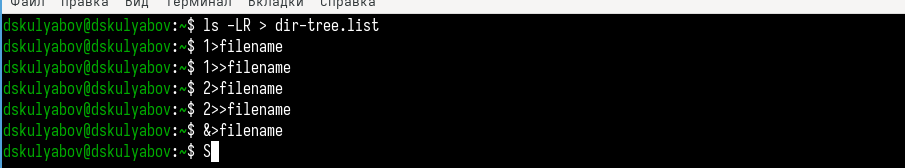 Файл Правка Вид Терминал Вкладки Справка
dskulyabov@dskulyabov:~$ ls -LR > dir-tree.list
dskulyabov@dskulyabov:~$ 1>filename
dskulyabov@dskulyabov:~$ 1>>filename
dskulyabov@dskulyabov:~$ 2>filename
dskulyabov@dskulyabov:~$ 2>>filename
dskulyabov@dskulyabov:~$ &>filename
dskulyabov@dskulyabov:~$ S